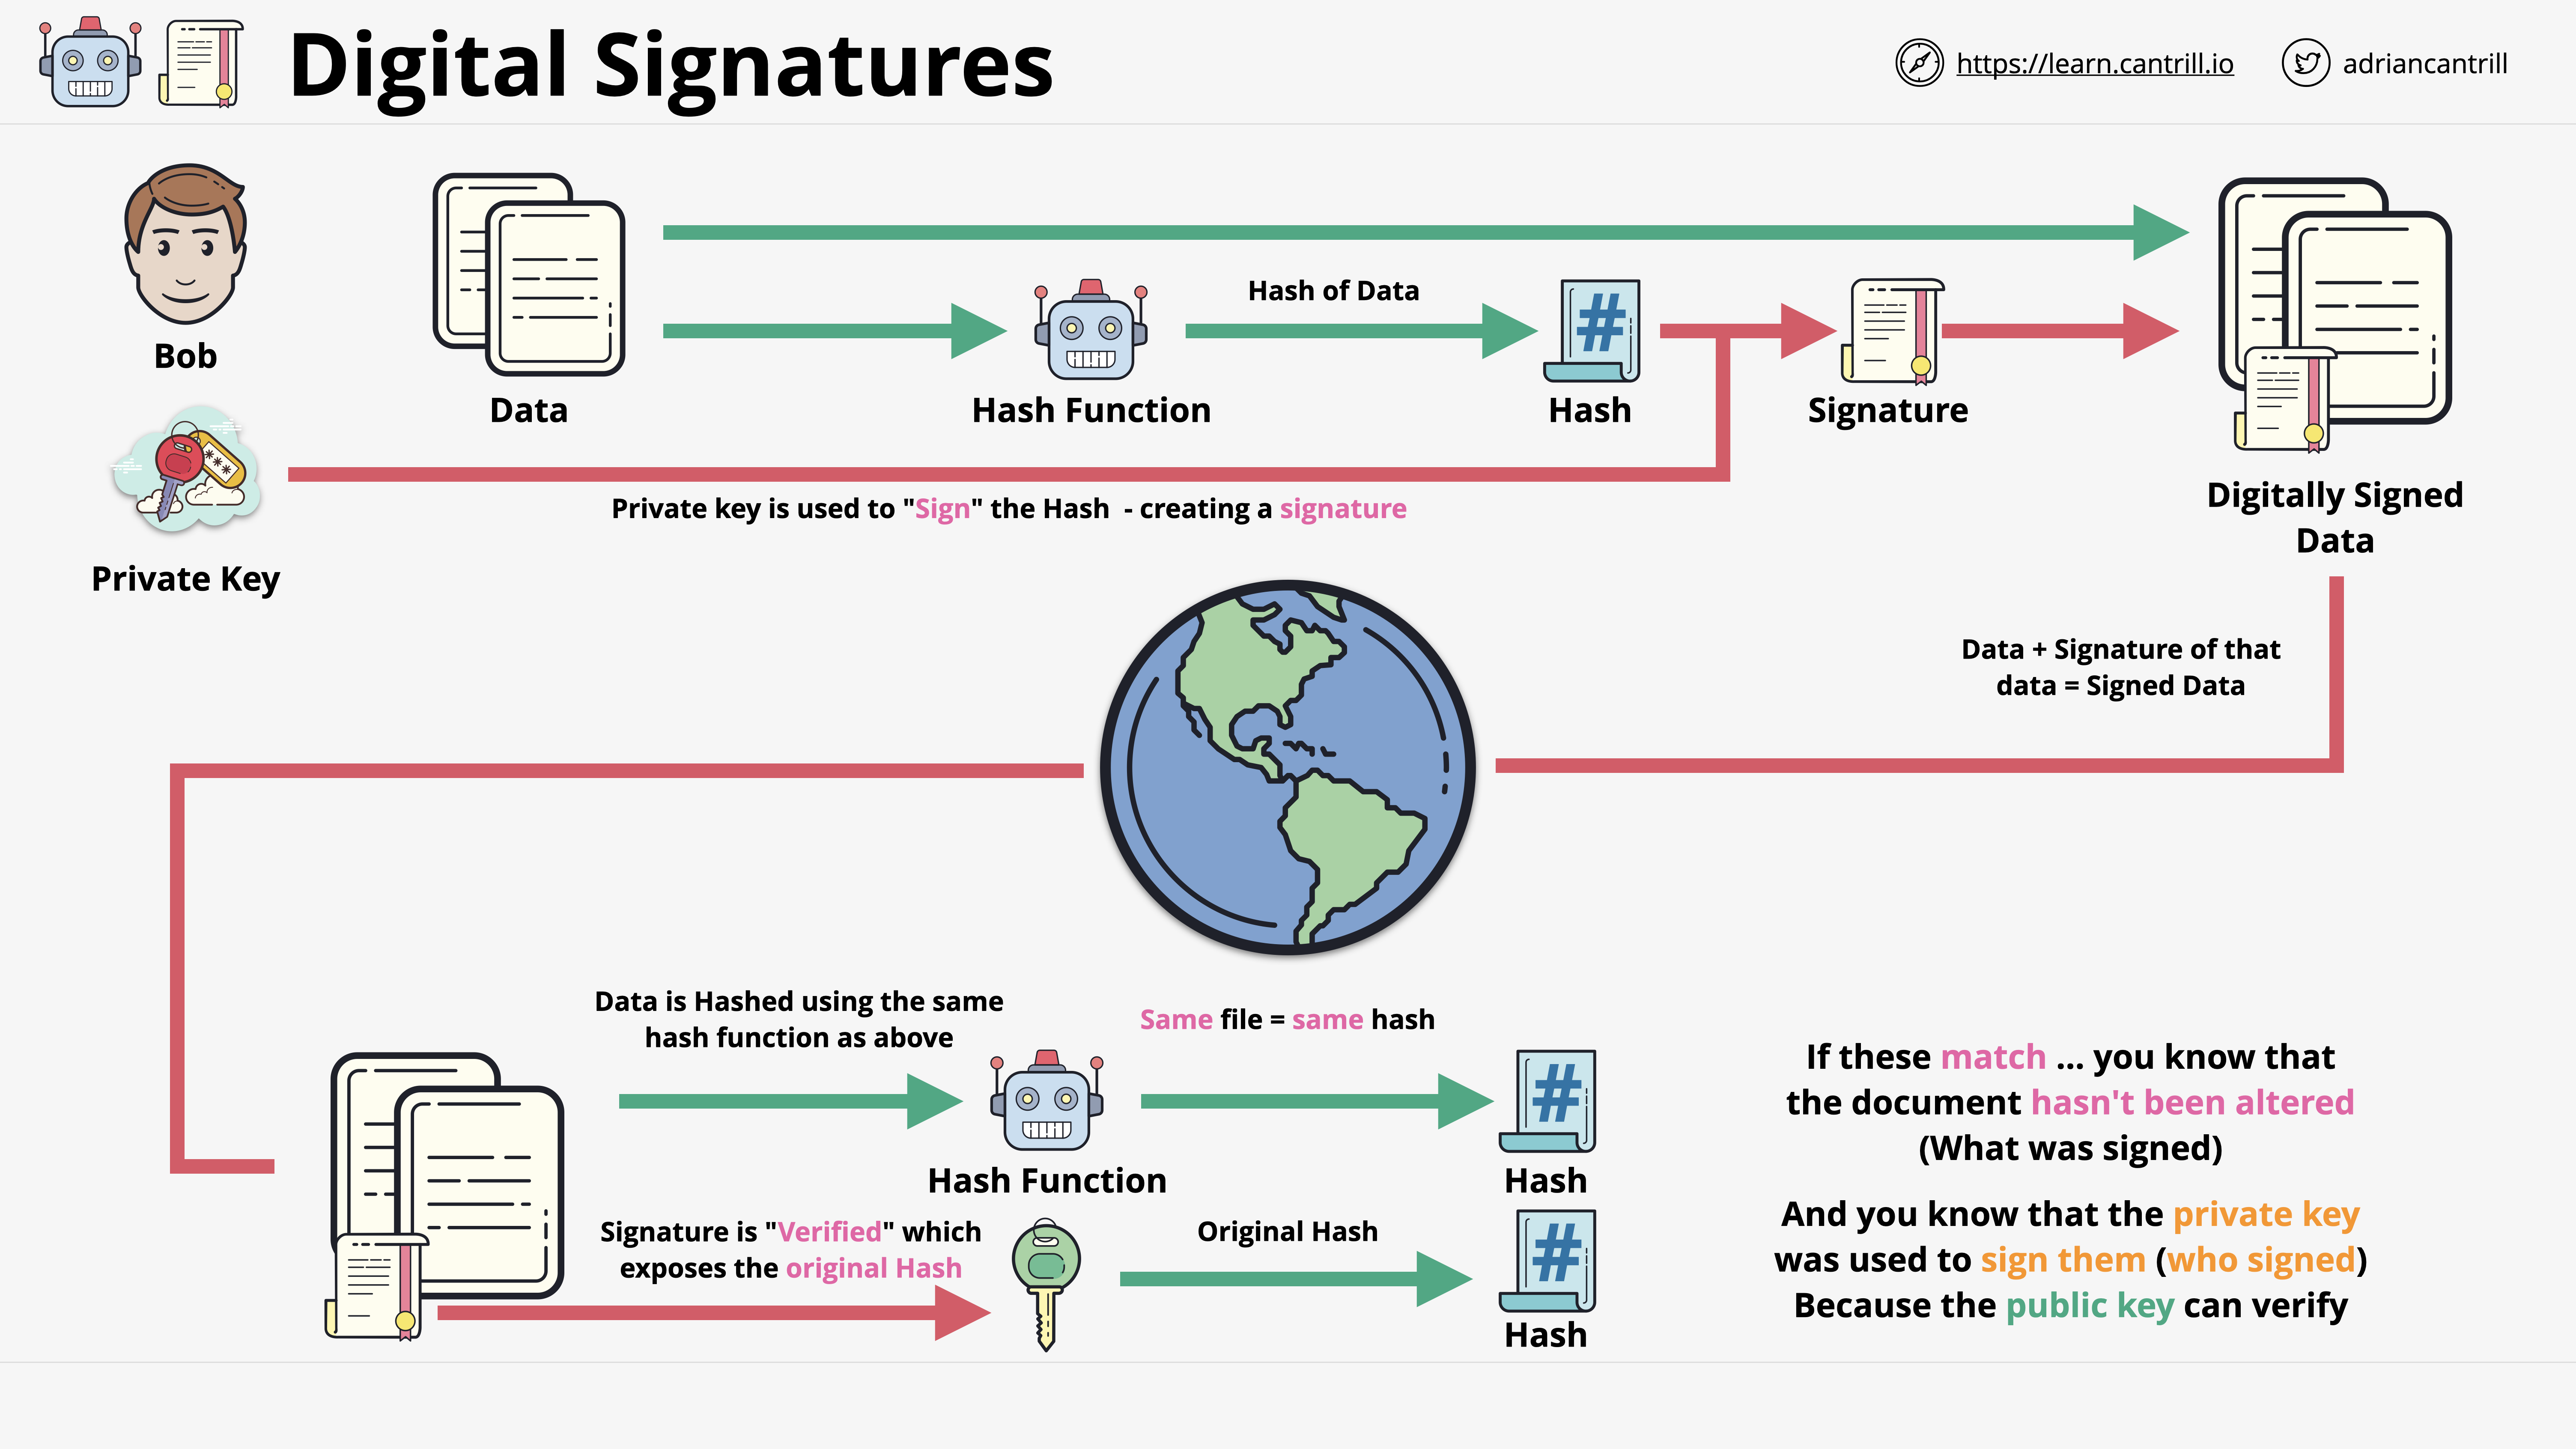 Digital Signatures
https://learn.cantrill.io
adriancantrill
Bob
Data
Hash Function
Hash of Data
Hash
Signature
Private Key
Private key is used to "Sign" the Hash - creating a signature
Digitally Signed
Data
Data + Signature of that
data = Signed Data
Data is Hashed using the same
hash function as above
Same file = same hash
Hash Function
Hash
Signature is "Verified" which
exposes the original Hash
Original Hash
Hash
If these match ... you know that
the document hasn't been altered
(What was signed)
And you know that the private key
was used to sign them (who signed)
Because the public key can verify